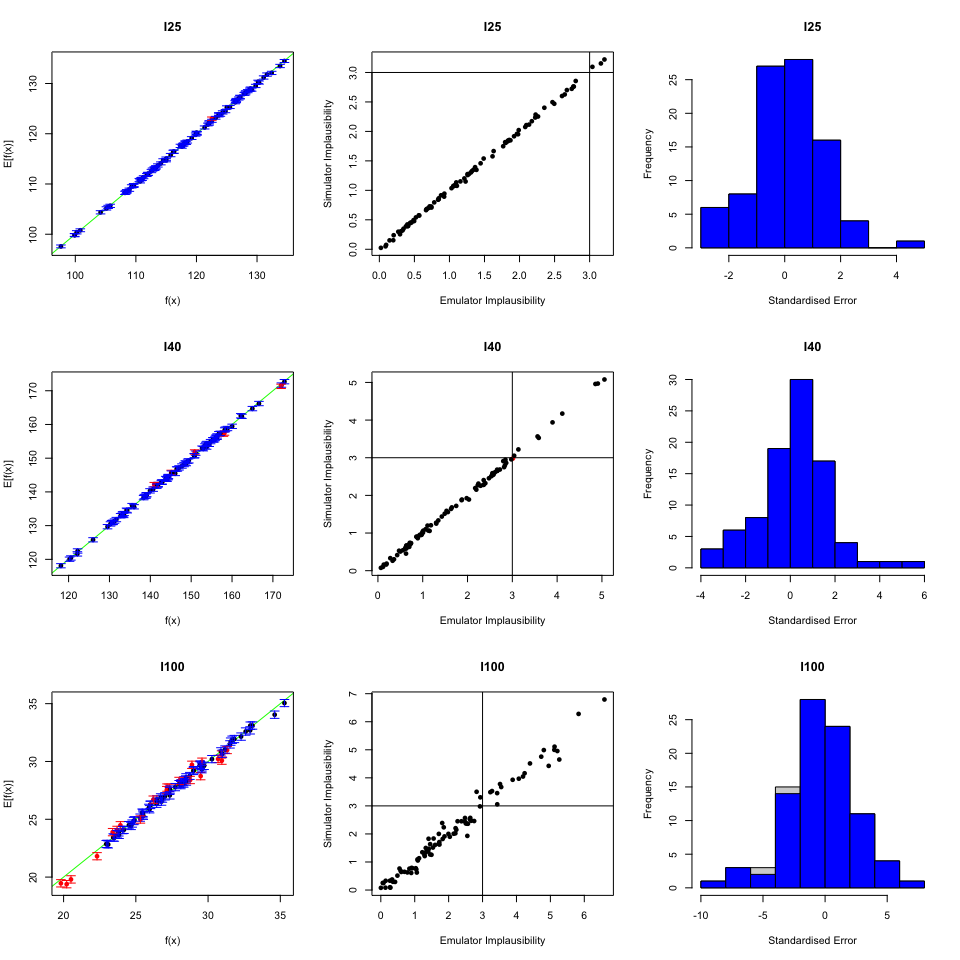 I25
E[f(x)]
100 110 120 130
100 110 120 130
f(x)
I25
Simulator Implausibility
0.0 0.5 1.0 1.5 2.0 2.5 3.0
0.0 0.5 1.0 1.5 2.0 2.5 3.0
Emulator Implausibility
I25
Frequency
0 5 10 15 20 25
-2 0 2 4
Standardised Error
I40
E[f(x)]
120 130 140 150 160 170
120 130 140 150 160 170
f(x)
I40
Simulator Implausibility
0 1 2 3 4 5
0 1 2 3 4 5
Emulator Implausibility
I40
Frequency
0 5 10 15 20 25 30
-4 -2 0 2 4 6
Standardised Error
I100
E[f(x)]
20 25 30 35
20 25 30 35
f(x)
I100
Simulator Implausibility
0 1 2 3 4 5 6 7
0 1 2 3 4 5 6
Emulator Implausibility
I100
Frequency
0 5 10 15 20 25
-10 -5 0 5
Standardised Error